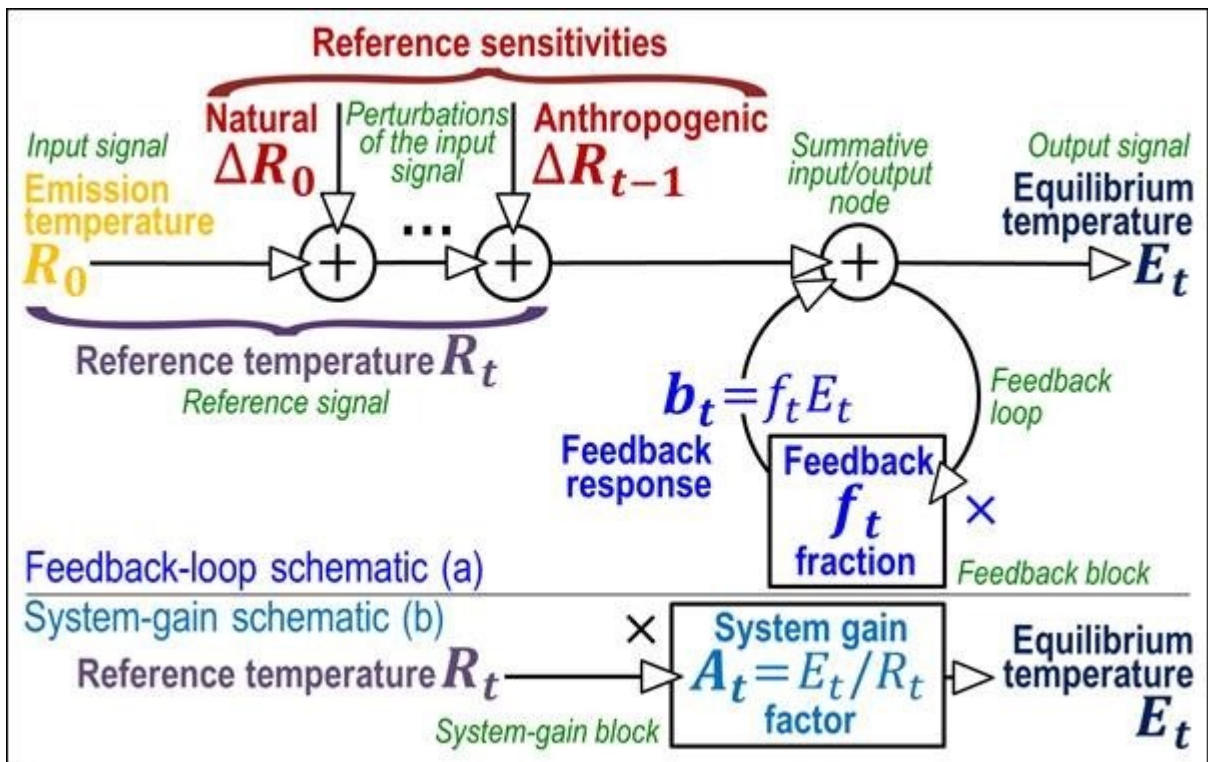 Reference sensitivities
Natural
ΔR₀
Perturbations
of the input
signal
Anthropogenic
ΔRₜ₋₁
Input signal
Emission
temperature
R₀
+
...
+
Summative
input/output
node
+
Output signal
Equilibrium
temperature
Eₜ
Reference temperature Rₜ
Reference signal
bₜ=fₜEₜ
Feedback
response
Feedback
loop
Feedback
fₜ
fraction
×
Feedback block
Feedback-loop schematic (a)
System-gain schematic (b)
Reference temperature Rₜ
×
System-gain block
System gain
Aₜ=Eₜ/Rₜ
factor
Equilibrium
temperature
Eₜ